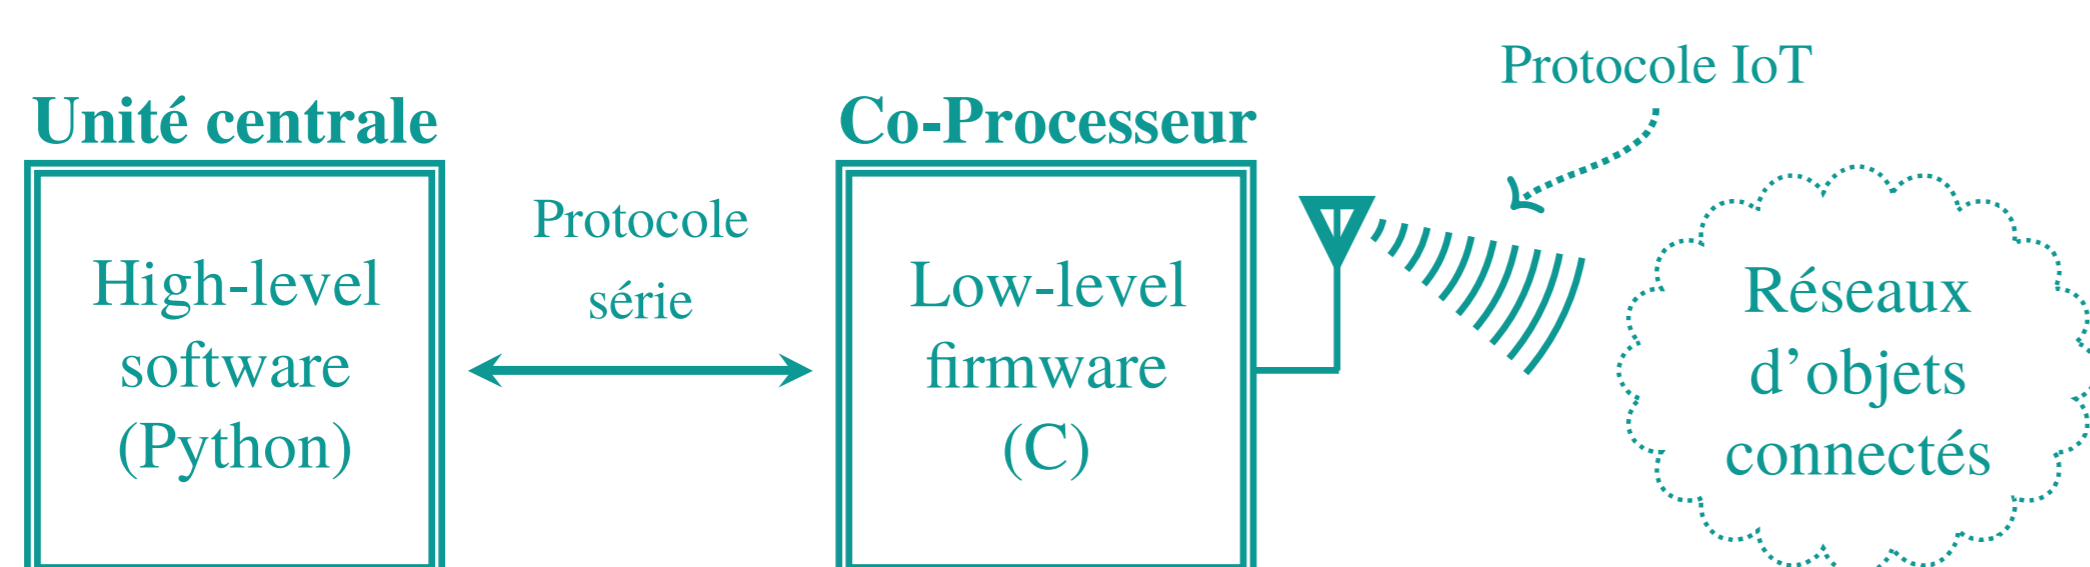 Protocole IoT
Unité centrale
Co-Processeur
High-level
software
(Python)
Protocole
série
Low-level
firmware
(C)
Réseaux
d’objets
connectés